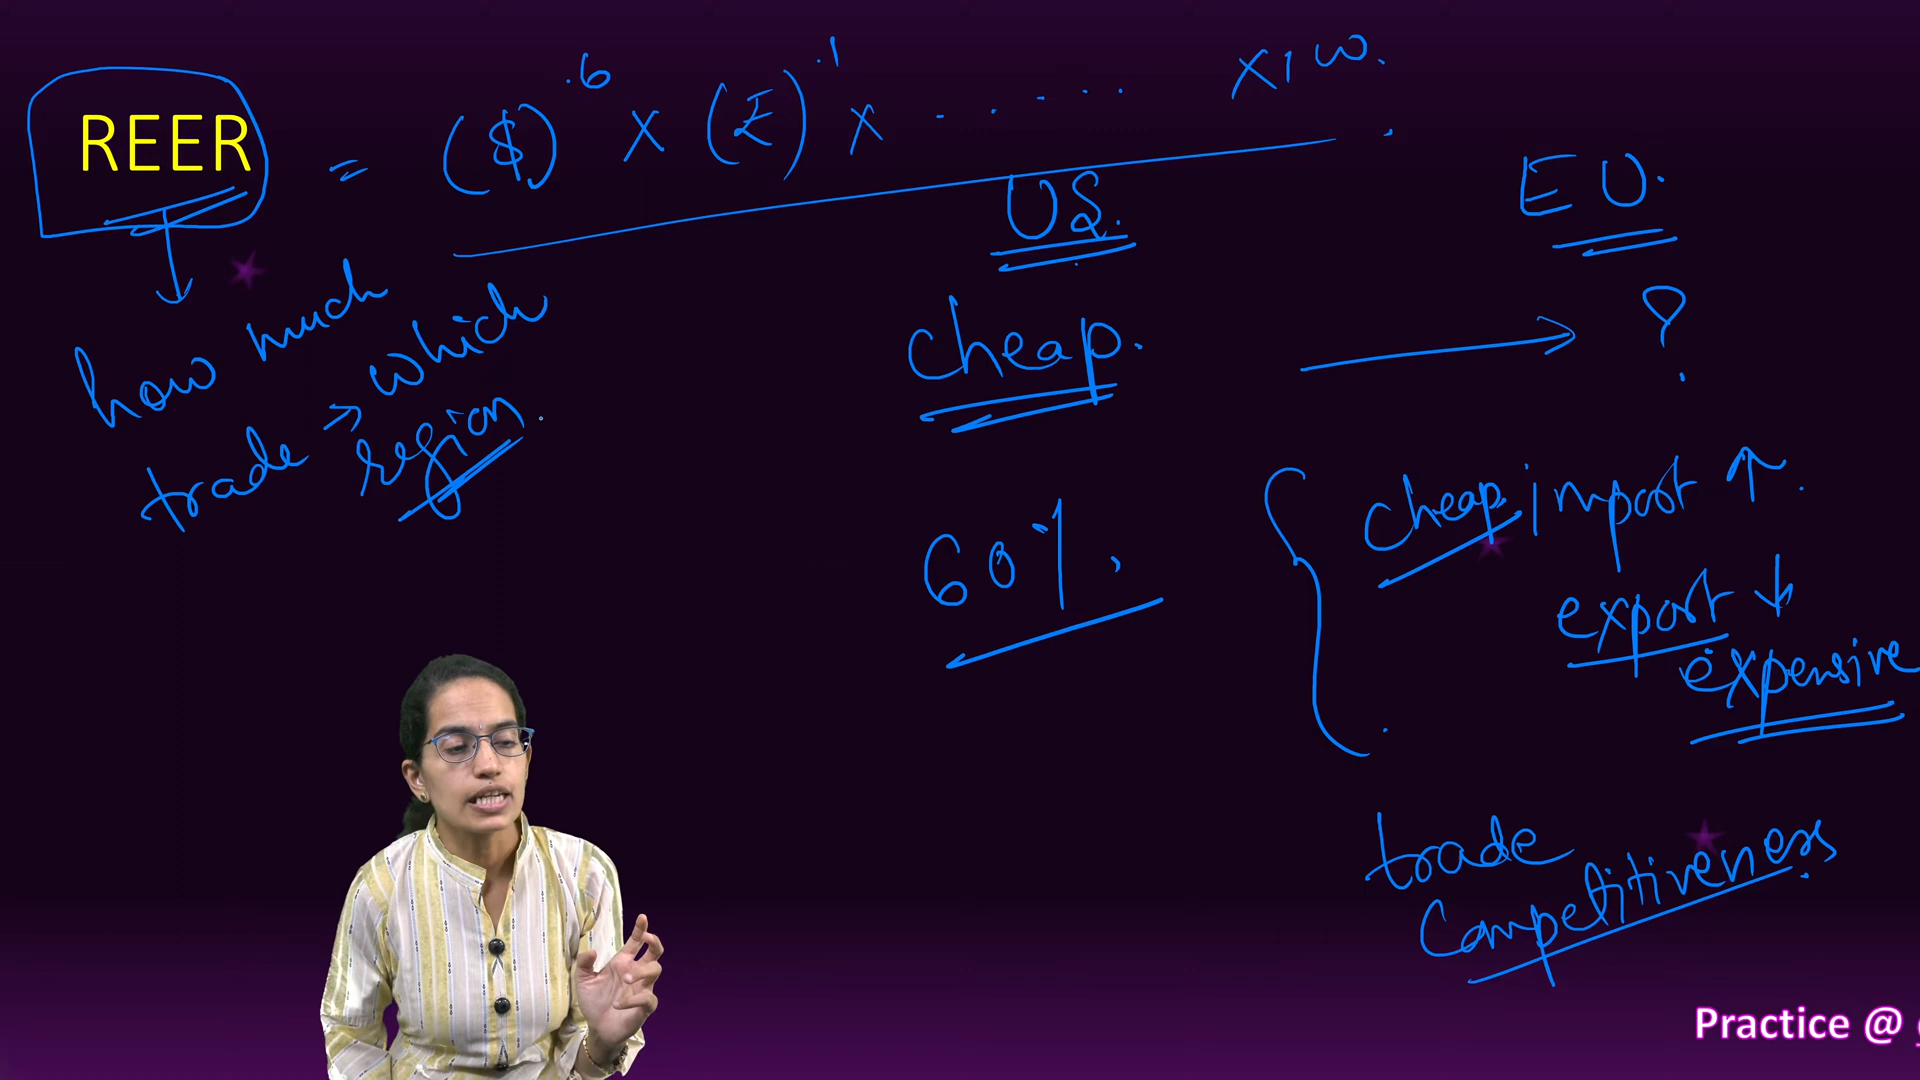 REER = ($)^.6 X (£)^.1 X ...... X1 W.
US.
EU.
how much
trade → which
region.
cheap. → ?
60%.
cheap import ↑.
export ↓
expensive
trade
Competitiveness.
Practice @